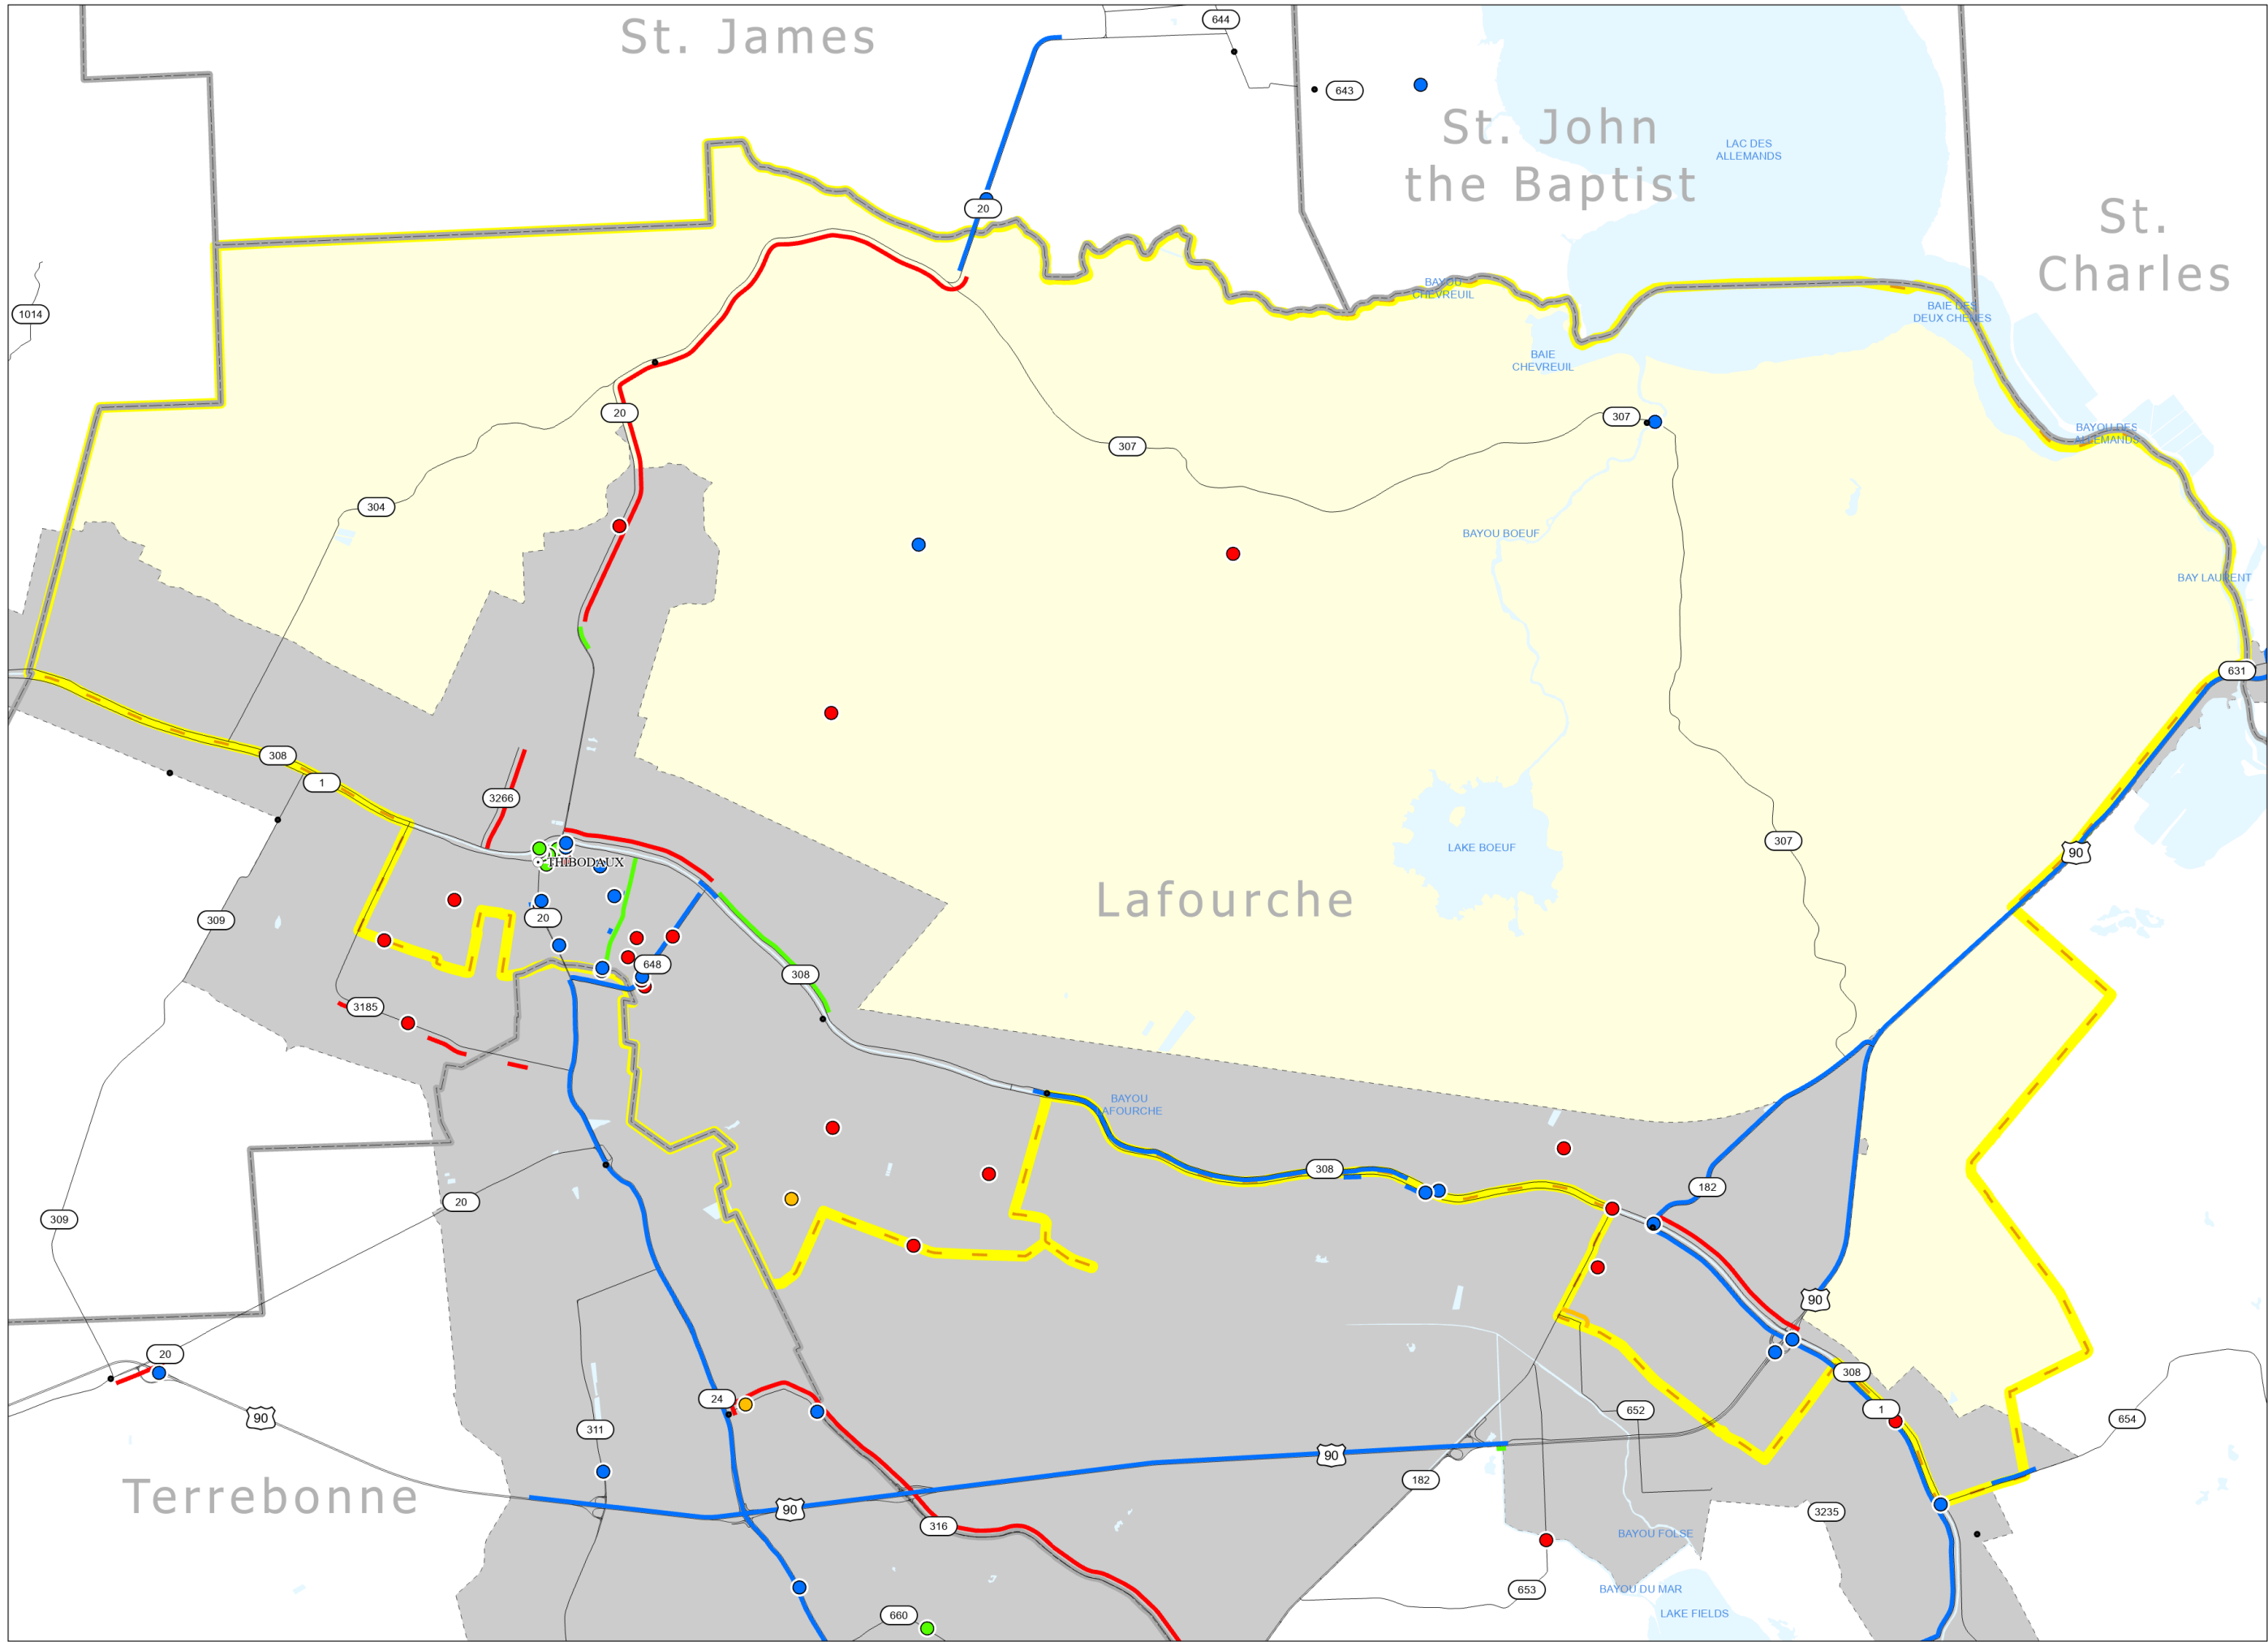 St. James
644
643
St. John
the Baptist
LAC DES
ALLEMANDS
St.
Charles
20
1014
BAYOU
CHEVREUIL
BAIE DES
DEUX CHENES
BAIE
CHEVREUIL
20
307
307
BAYOU DES
ALLEMANDS
304
BAYOU BOEUF
BAY LAURENT
631
308
1
3266
307
LAKE BOEUF
90
THIBODAUX
Lafourche
309
20
648
308
3185
BAYOU
LAFOURCHE
308
182
20
309
90
20
308
24
1
90
311
652
654
90
182
Terrebonne
90
316
3235
BAYOU FOLSE
653
BAYOU DU MAR
660
LAKE FIELDS